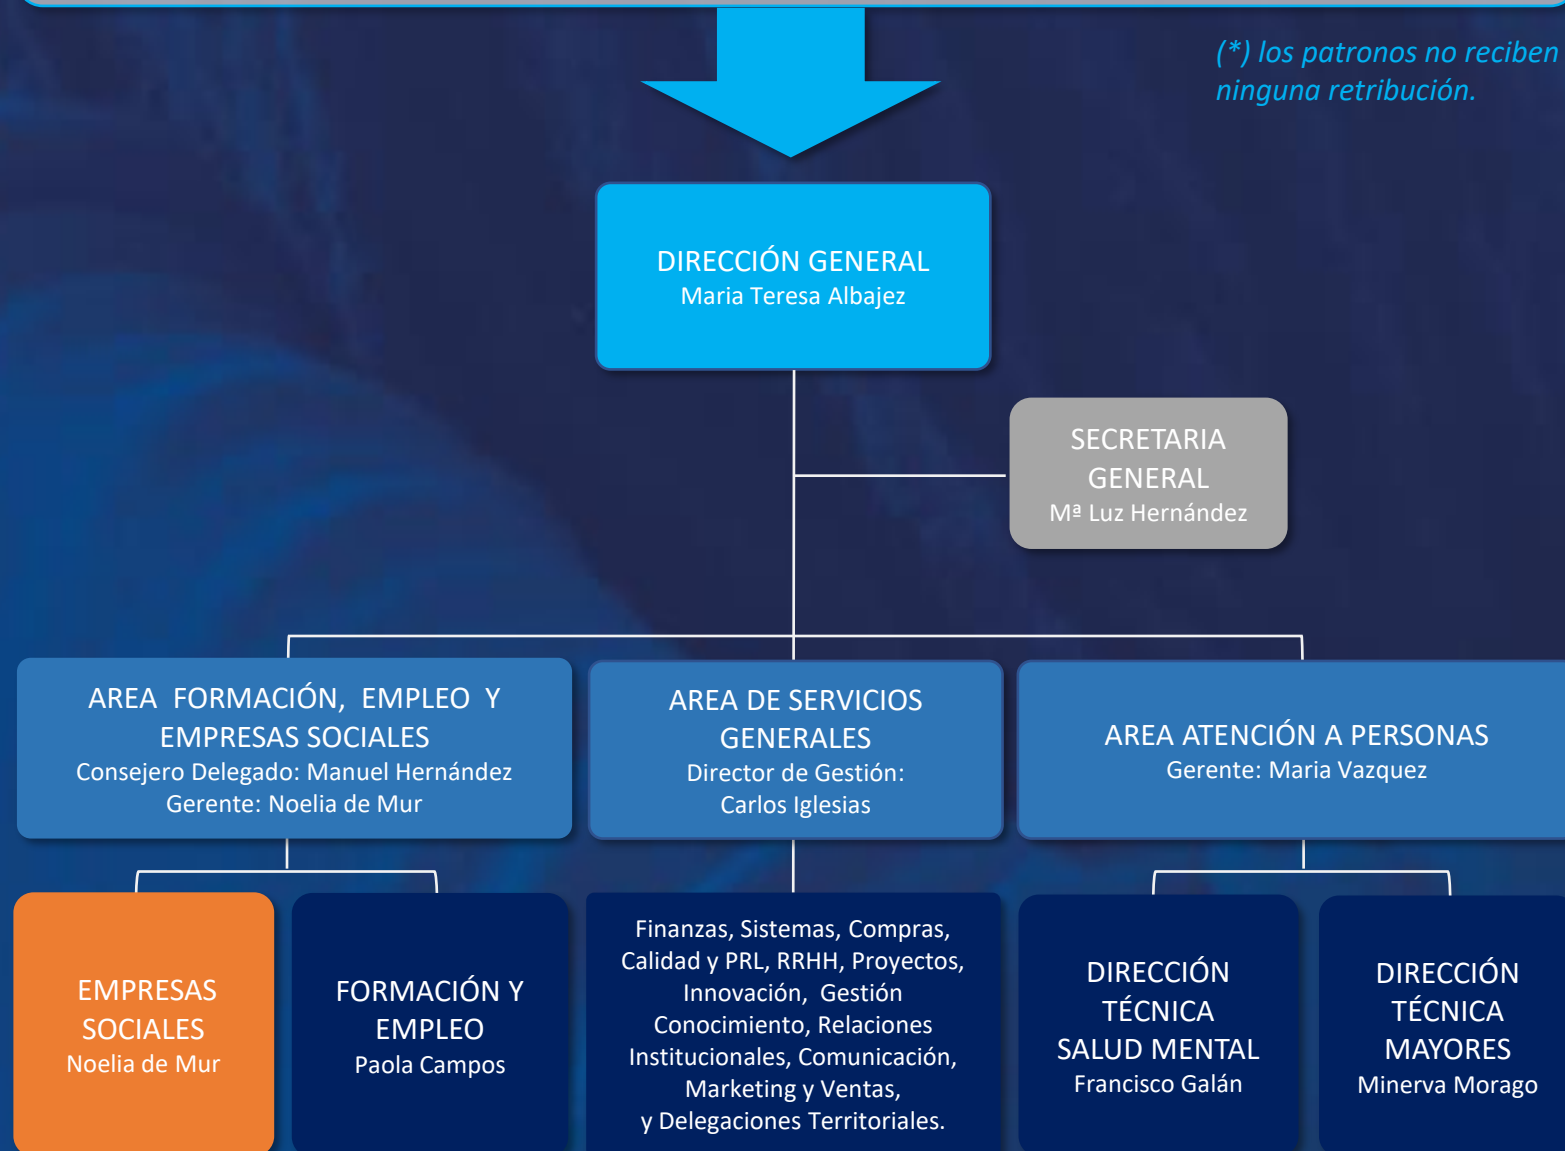 (*) los patronos no reciben
ninguna retribución.
DIRECCIÓN GENERAL
Maria Teresa Albajez
SECRETARIA
GENERAL
Mª Luz Hernández
AREA FORMACIÓN, EMPLEO Y
EMPRESAS SOCIALES
Consejero Delegado: Manuel Hernández
Gerente: Noelia de Mur
AREA DE SERVICIOS
GENERALES
Director de Gestión:
Carlos Iglesias
AREA ATENCIÓN A PERSONAS
Gerente: Maria Vazquez
EMPRESAS
SOCIALES
Noelia de Mur
FORMACIÓN Y
EMPLEO
Paola Campos
Finanzas, Sistemas, Compras,
Calidad y PRL, RRHH, Proyectos,
Innovación, Gestión
Conocimiento, Relaciones
Institucionales, Comunicación,
Marketing y Ventas,
y Delegaciones Territoriales.
DIRECCIÓN
TÉCNICA
SALUD MENTAL
Francisco Galán
DIRECCIÓN
TÉCNICA
MAYORES
Minerva Morago